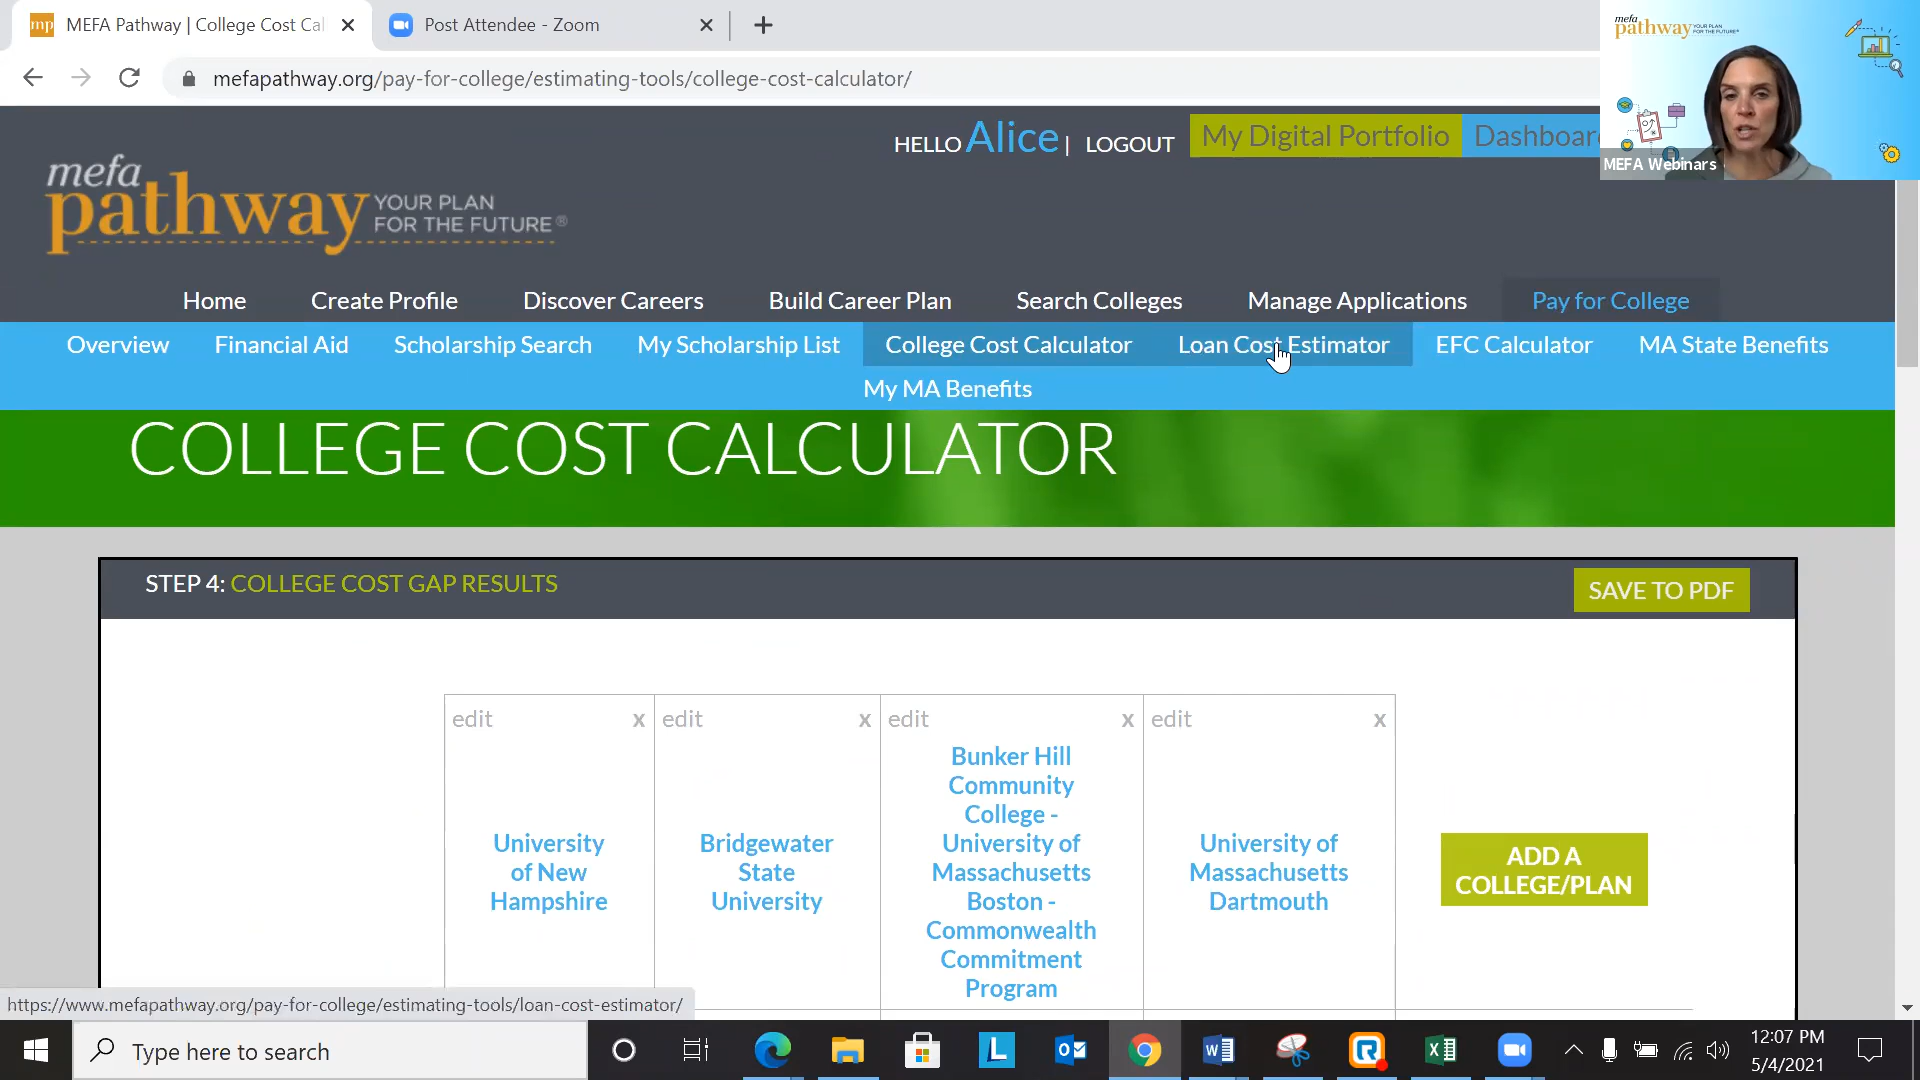 MEFA Pathway | College Cost Cal
Post Attendee - Zoom
mefapathway.org/pay-for-college/estimating-tools/college-cost-calculator/
mefa
pathway YOUR PLAN
FOR THE FUTURE®
MEFA Webinars
HELLO Alice | LOGOUT
My Digital Portfolio
Dashboar
mefa
pathway YOUR PLAN
FOR THE FUTURE®
Home
Create Profile
Discover Careers
Build Career Plan
Search Colleges
Manage Applications
Pay for College
Overview
Financial Aid
Scholarship Search
My Scholarship List
College Cost Calculator
Loan Cost Estimator
EFC Calculator
MA State Benefits
My MA Benefits
COLLEGE COST CALCULATOR
STEP 4: COLLEGE COST GAP RESULTS
SAVE TO PDF
edit x
University
of New
Hampshire
edit x
Bridgewater
State
University
edit x
Bunker Hill
Community
College -
University of
Massachusetts
Boston -
Commonwealth
Commitment
Program
edit x
University of
Massachusetts
Dartmouth
ADD A
COLLEGE/PLAN
https://www.mefapathway.org/pay-for-college/estimating-tools/loan-cost-estimator/
Type here to search
12:07 PM
5/4/2021